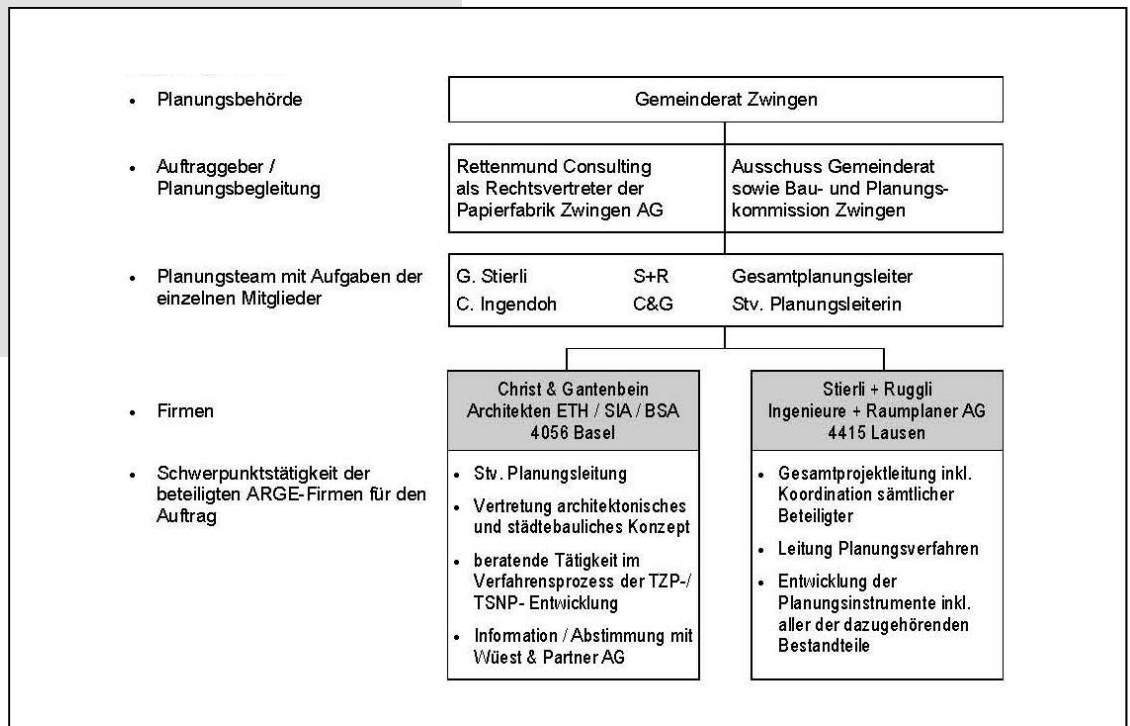 • Planungsbehörde
Gemeinderat Zwingen
• Auftraggeber /
Planungsbegleitung
Rettenmund Consulting
als Rechtsvertreter der
Papierfabrik Zwingen AG
Ausschuss Gemeinderat
sowie Bau- und Planungs-
kommission Zwingen
• Planungsteam mit Aufgaben der
einzelnen Mitglieder
G. Stierli S+R Gesamtplanungsleiter
C. Ingendoh C&G Stv. Planungsleiterin
• Firmen
Christ & Gantenbein
Architekten ETH / SIA / BSA
4056 Basel
Stierli + Ruggli
Ingenieure + Raumplaner AG
4415 Lausen
• Schwerpunktstätigkeit der
beteiligten ARGE-Firmen für den
Auftrag
• Stv. Planungsleitung
• Vertretung architektonisches
und städtebauliches Konzept
• beratende Tätigkeit im
Verfahrensprozess der TZP-/
TSNP- Entwicklung
• Information / Abstimmung mit
Wüest & Partner AG
• Gesamtprojektleitung inkl.
Koordination sämtlicher
Beteiligter
• Leitung Planungsverfahren
• Entwicklung der
Planungsinstrumente inkl.
aller der dazugehörenden
Bestandteile